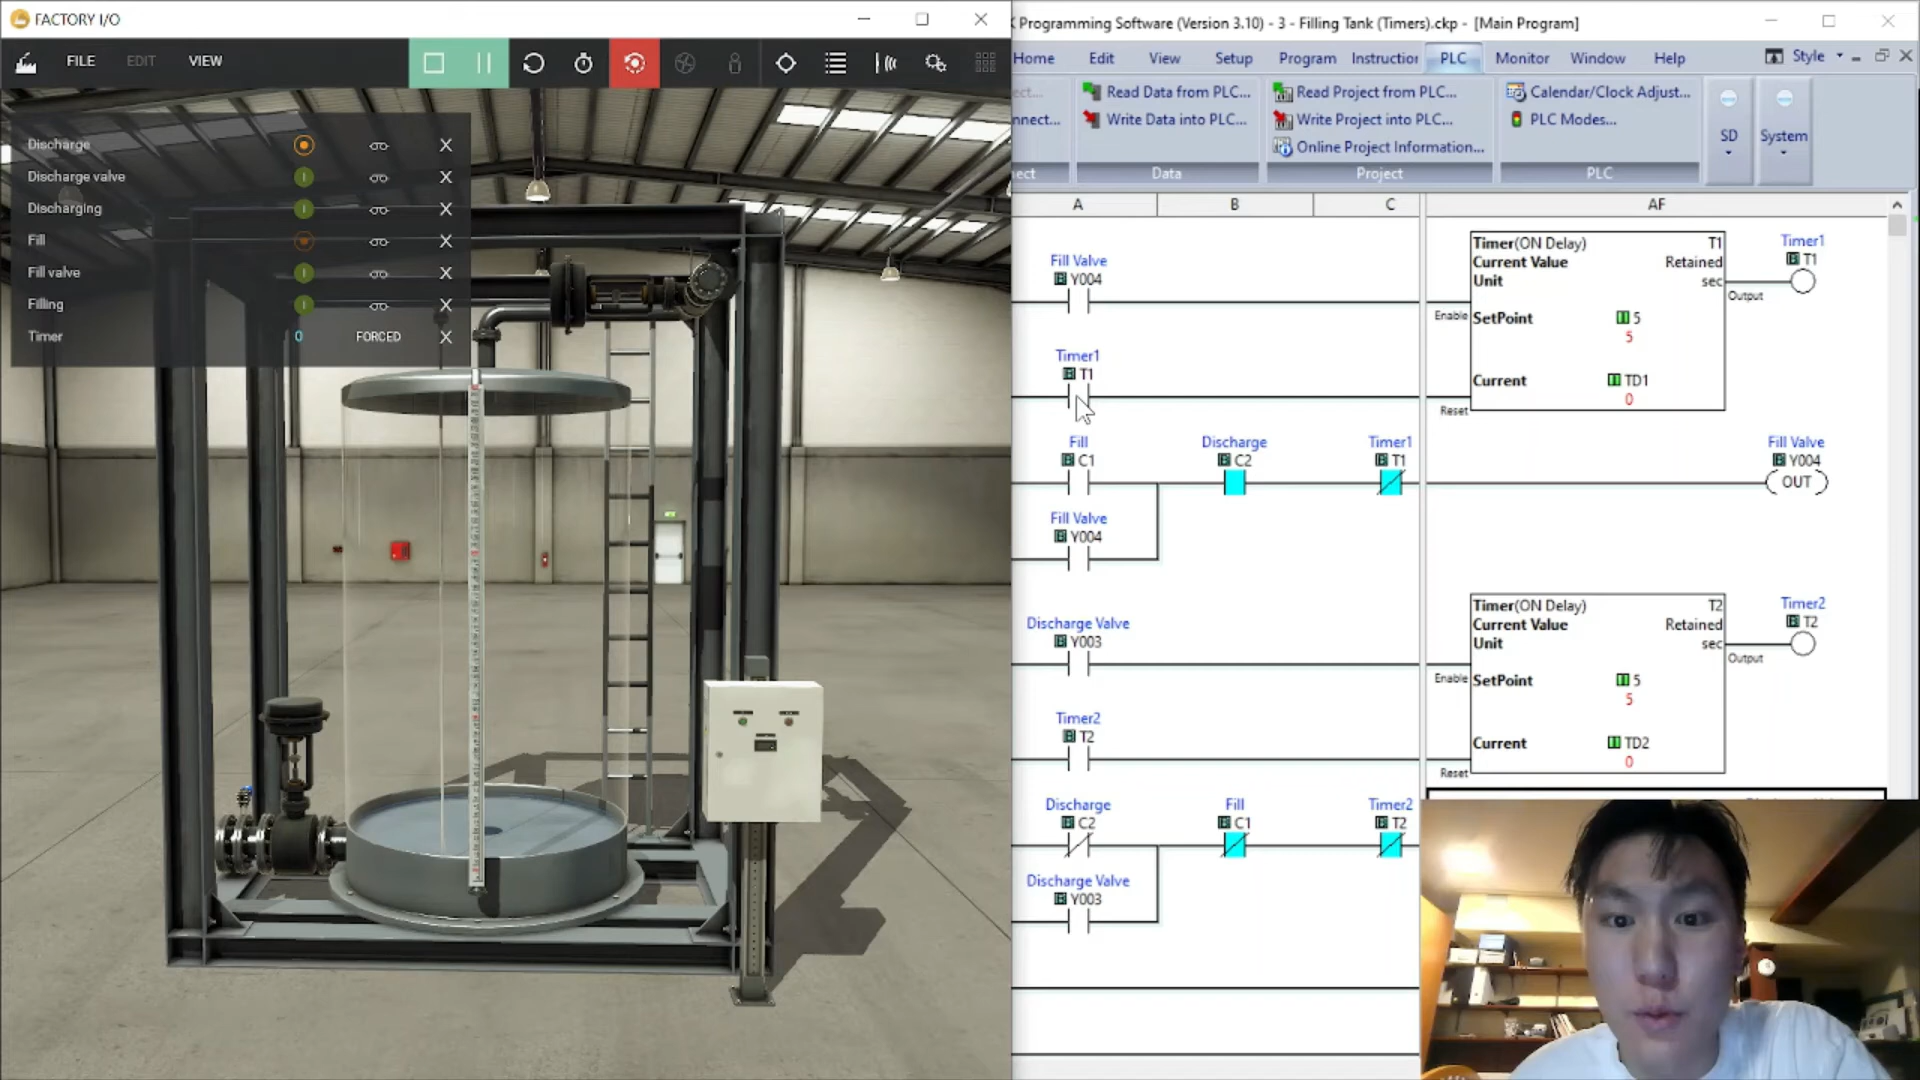 FACTORY I/O
FILE
EDIT
VIEW
Discharge
X
Discharge valve
X
Discharging
X
Fill
X
Fill valve
X
Filling
X
Timer
0
FORCED
X
Programming Software (Version 3.10) - 3 - Filling Tank (Timers).ckp - [Main Program]
Home
Edit
View
Setup
Program
Instruction
PLC
Monitor
Window
Help
Style
Read Data from PLC...
Write Data into PLC...
Data
Read Project from PLC...
Write Project into PLC...
Online Project Information...
Project
Calendar/Clock Adjust...
PLC Modes...
PLC
SD
System
A
B
C
AF
Fill Valve
Y004
Timer(ON Delay)
T1
Current Value
Retained
Unit
sec
Timer1
T1
Output
Enable
SetPoint
5
5
Timer1
T1
Current
TD1
0
Reset
Fill
C1
Discharge
C2
Timer1
T1
Fill Valve
Y004
OUT
Fill Valve
Y004
Discharge Valve
Y003
Timer(ON Delay)
T2
Current Value
Retained
Unit
sec
Timer2
T2
Output
Enable
SetPoint
5
5
Timer2
T2
Current
TD2
0
Reset
Discharge
C2
Fill
C1
Timer2
T2
Discharge Valve
Y003